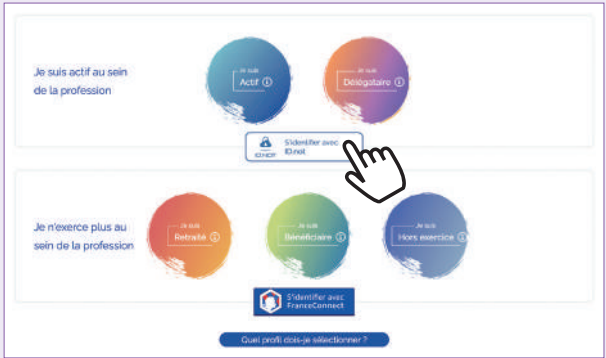 Je suis actif au sein
de la profession
Je suis
Actif
Je suis
Délégataire
ID.NOT
S'identifier avec
ID.not
Je n'exerce plus au
sein de la profession
Je suis
Retraité
Je suis
Bénéficiaire
Je suis
Hors exercice
S'identifier avec
FranceConnect
Quel profil dois-je sélectionner ?